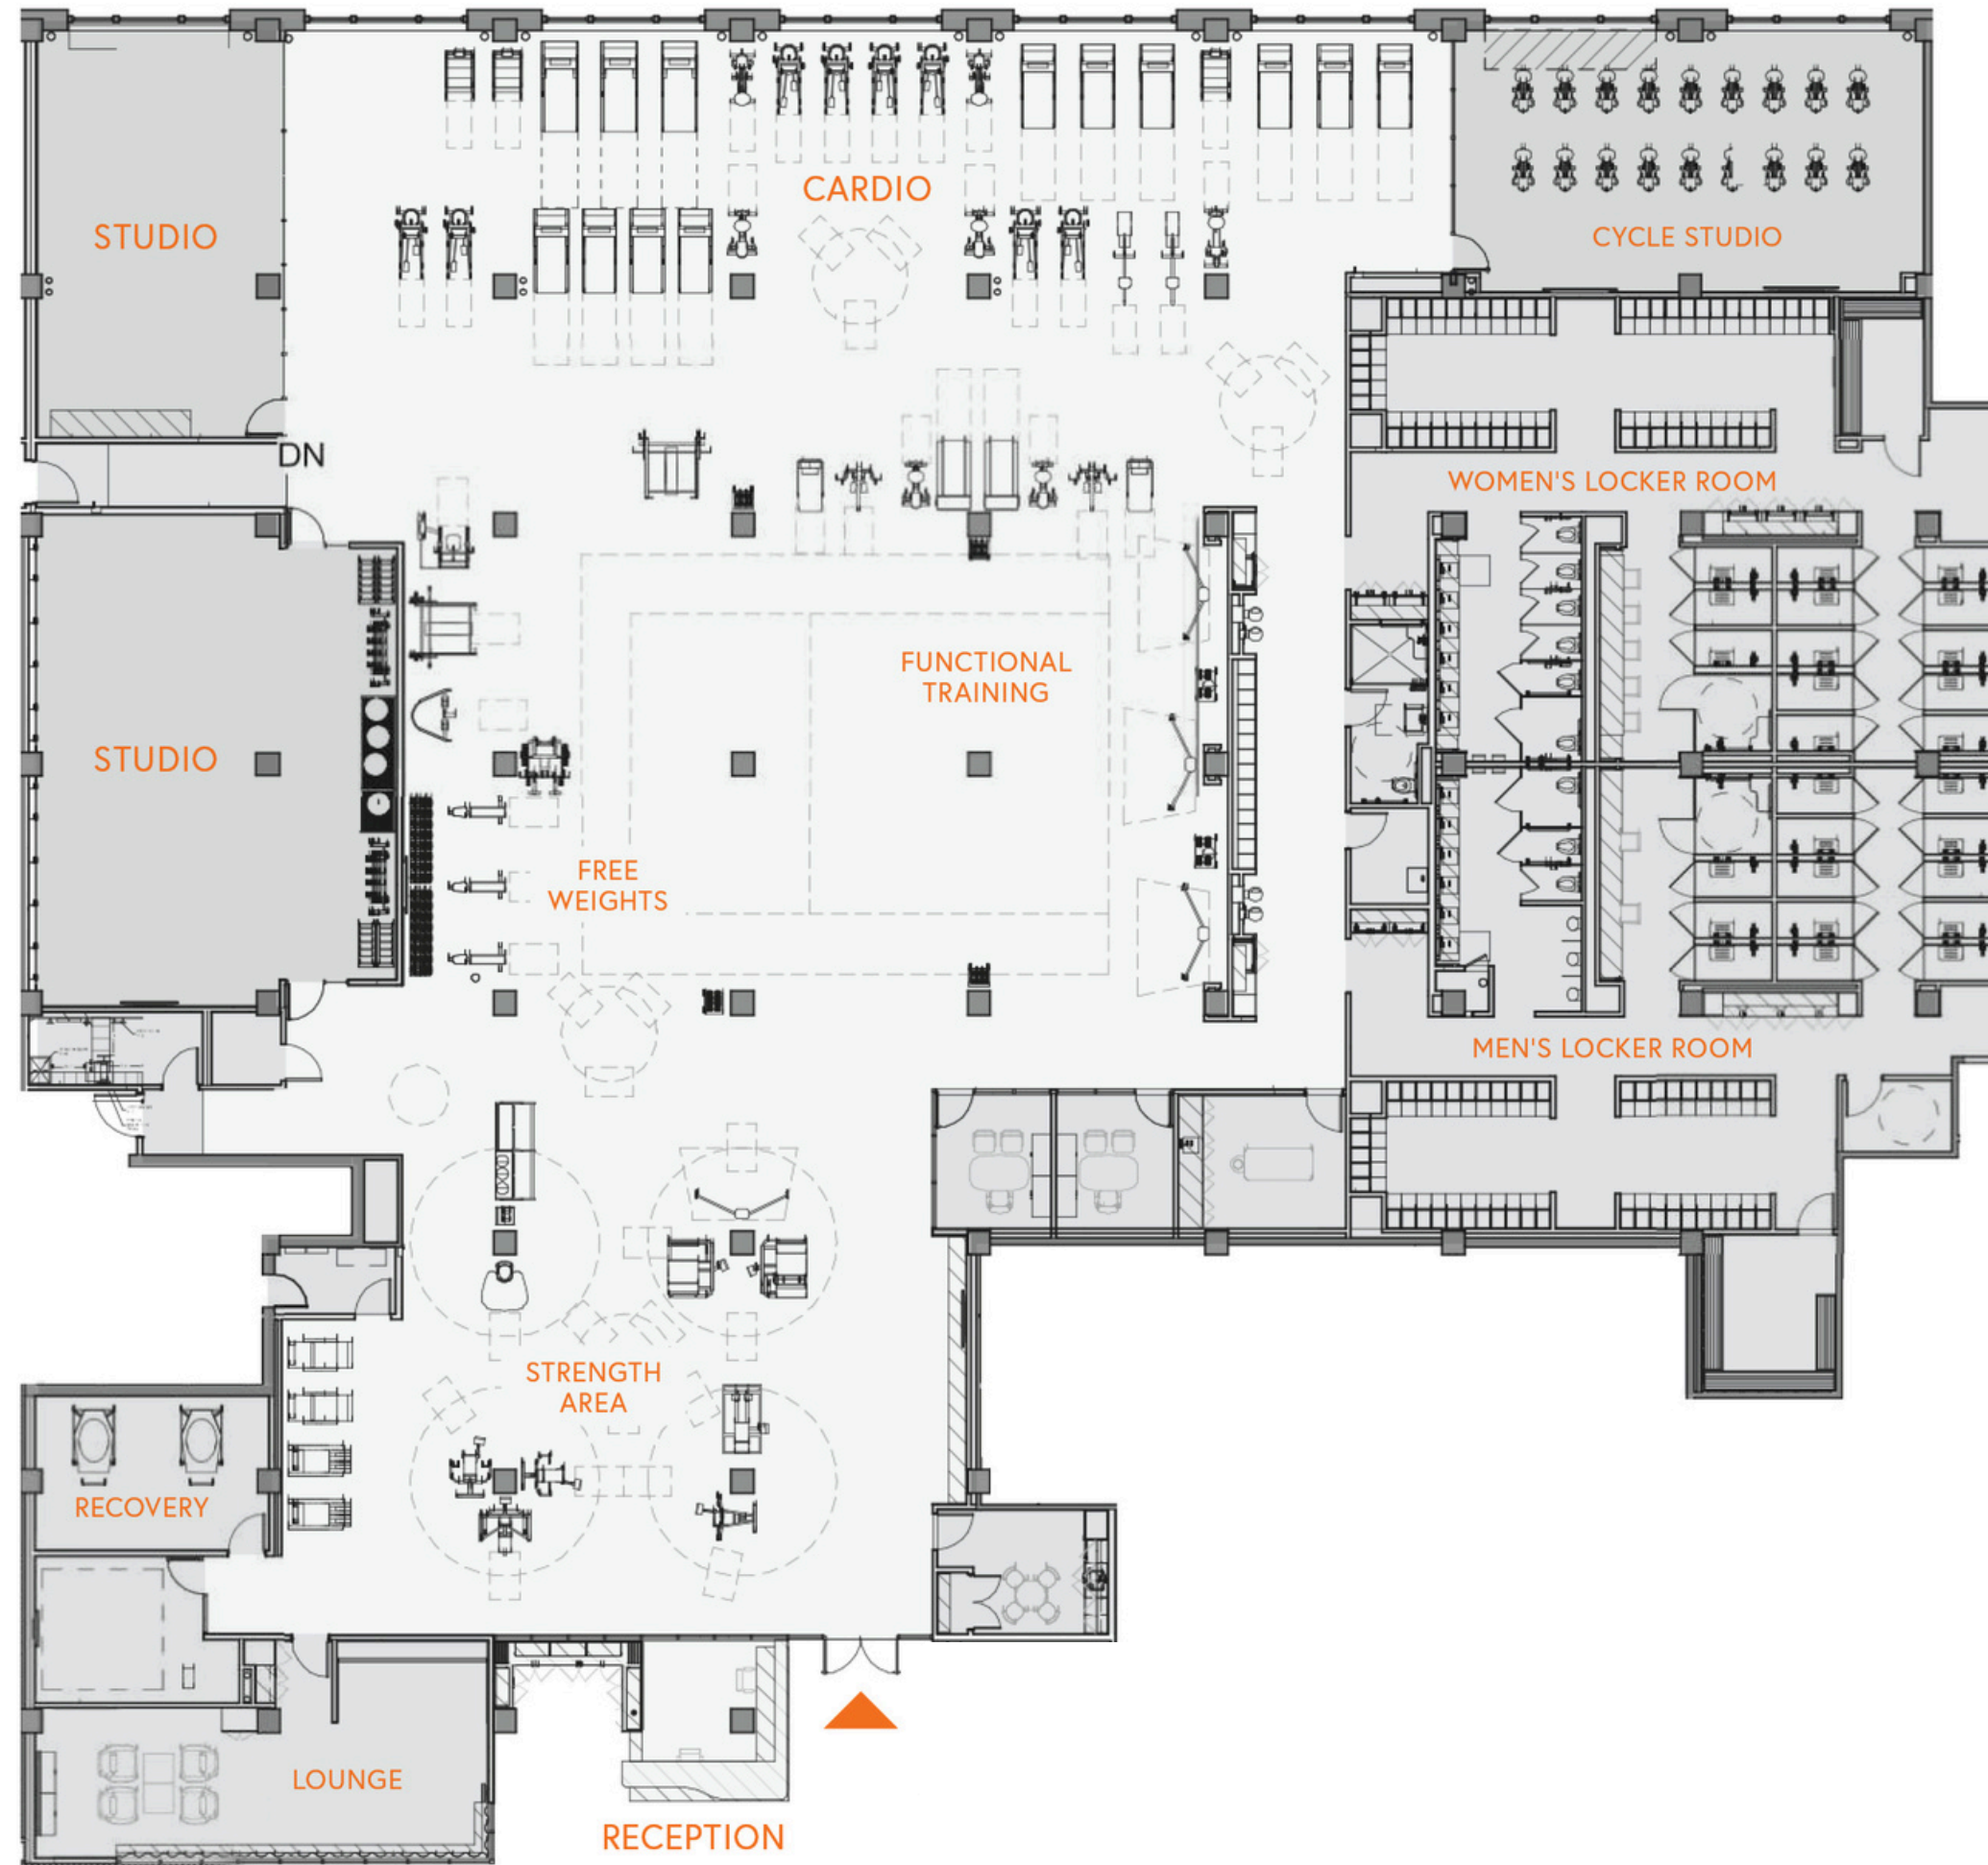 CARDIO
STUDIO
CYCLE STUDIO
DN
WOMEN'S LOCKER ROOM
FUNCTIONAL
TRAINING
STUDIO
FREE
WEIGHTS
MEN'S LOCKER ROOM
STRENGTH
AREA
RECOVERY
LOUNGE
RECEPTION